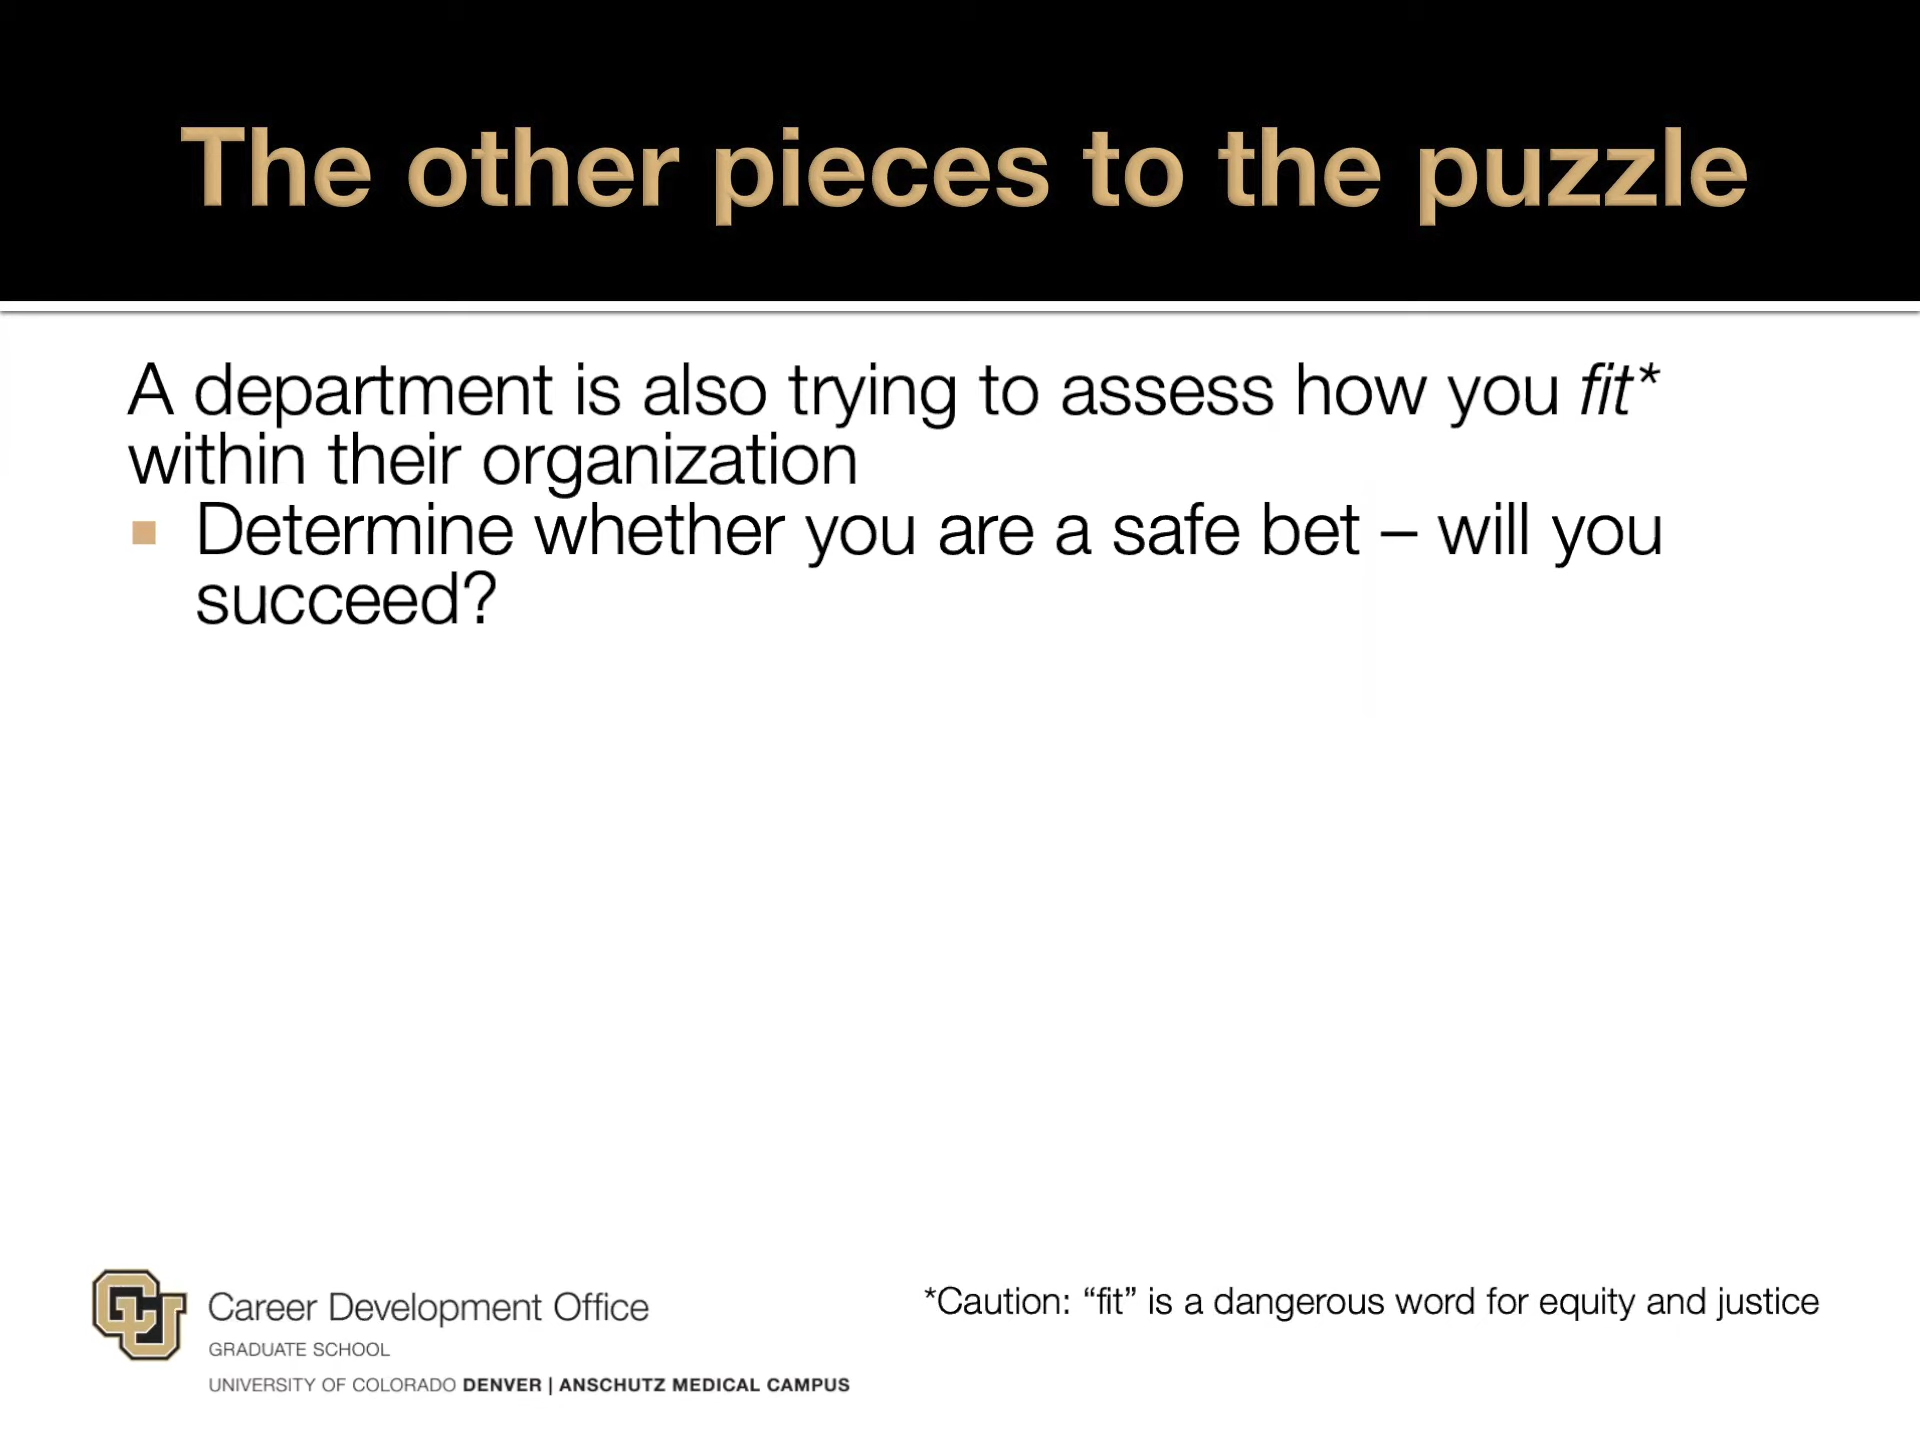 The other pieces to the puzzle
A department is also trying to assess how you fit*
within their organization
Determine whether you are a safe bet – will you
succeed?
*Caution: “fit” is a dangerous word for equity and justice
CU
Career Development Office
GRADUATE SCHOOL
UNIVERSITY OF COLORADO DENVER | ANSCHUTZ MEDICAL CAMPUS